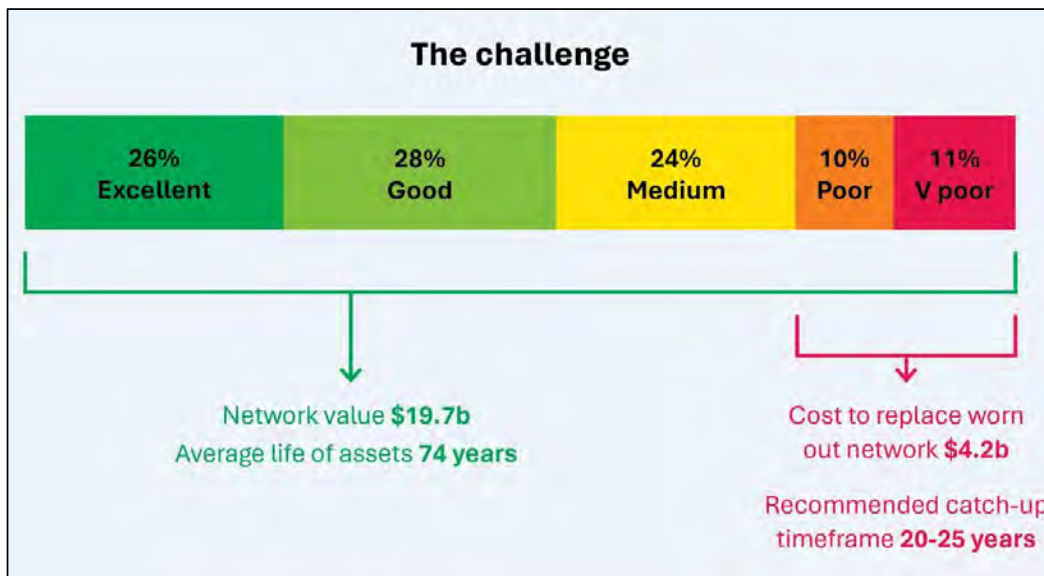 The challenge
26%
Excellent
28%
Good
24%
Medium
10%
Poor
11%
V poor
Network value $19.7b
Average life of assets 74 years
Cost to replace worn
out network $4.2b
Recommended catch-up
timeframe 20-25 years